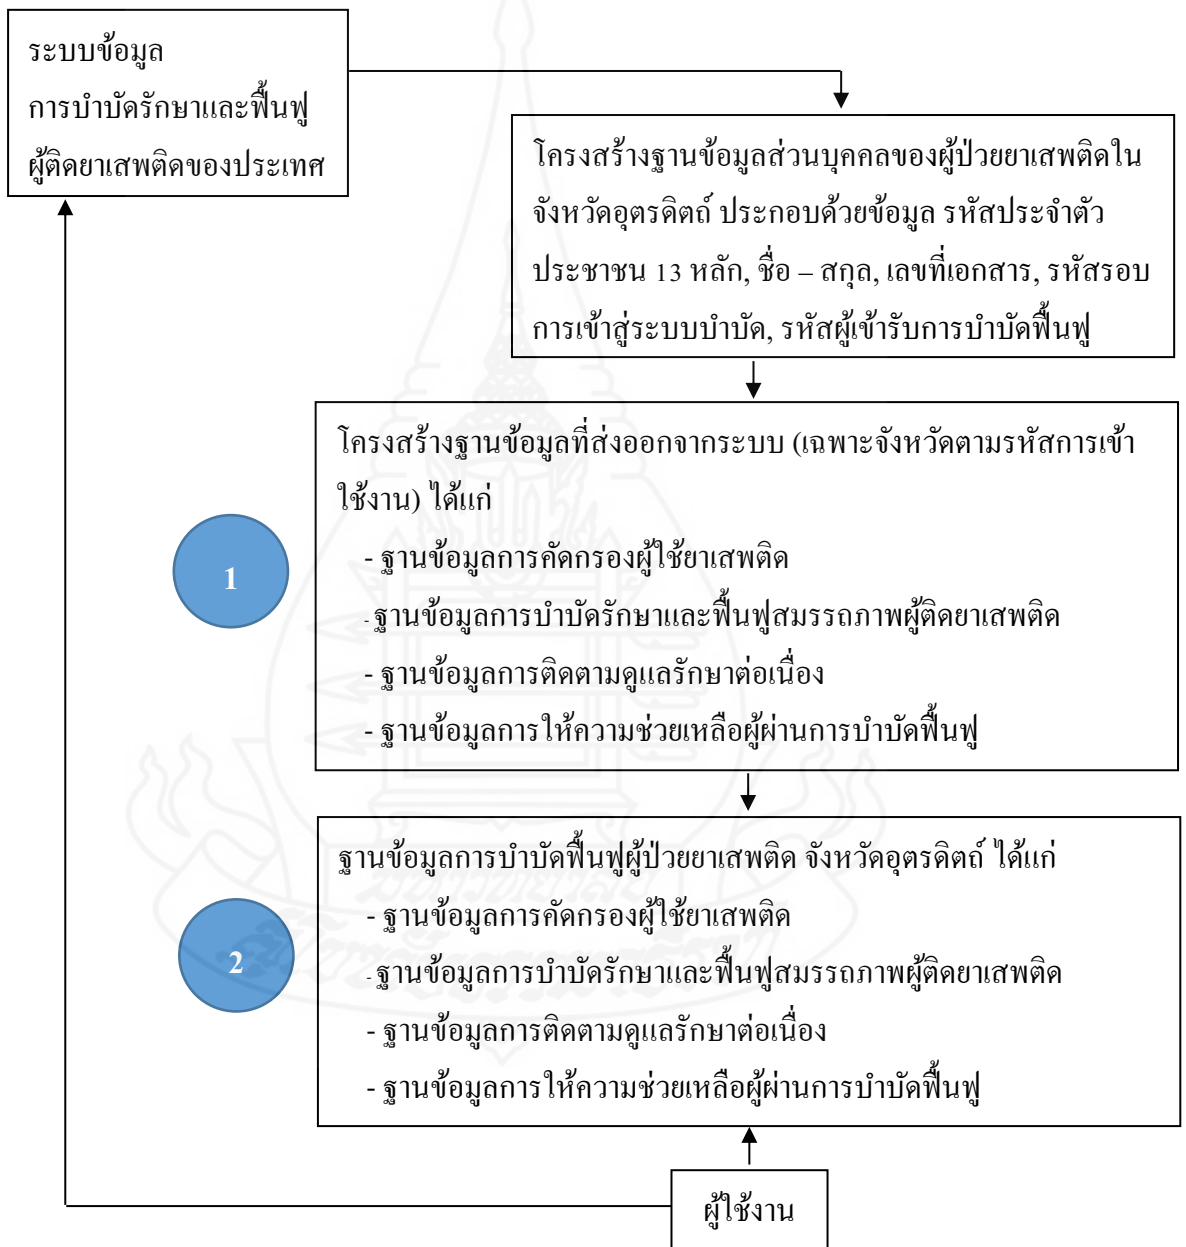 ระบบข้อมูล
การบำบัดรักษาและฟื้นฟู
ผู้ติดยาเสพติดของประเทศ
โครงสร้างฐานข้อมูลส่วนบุคคลของผู้ป่วยยาเสพติดใน
จังหวัดอุตรดิตถ์ ประกอบด้วยข้อมูล รหัสประจำตัว
ประชาชน 13 หลัก, ชื่อ – สกุล, เลขที่เอกสาร, รหัสรอบ
การเข้าสู่ระบบบำบัด, รหัสผู้เข้ารับการบำบัดฟื้นฟู
โครงสร้างฐานข้อมูลที่ส่งออกจากระบบ (เฉพาะจังหวัดตามรหัสการเข้า
ใช้งาน) ได้แก่
- ฐานข้อมูลการคัดกรองผู้ใช้ยาเสพติด
- ฐานข้อมูลการบำบัดรักษาและฟื้นฟูสมรรถภาพผู้ติดยาเสพติด
- ฐานข้อมูลการติดตามดูแลรักษาต่อเนื่อง
- ฐานข้อมูลการให้ความช่วยเหลือผู้ผ่านการบำบัดฟื้นฟู
1
ฐานข้อมูลการบำบัดฟื้นฟูผู้ป่วยยาเสพติด จังหวัดอุตรดิตถ์ ได้แก่
- ฐานข้อมูลการคัดกรองผู้ใช้ยาเสพติด
- ฐานข้อมูลการบำบัดรักษาและฟื้นฟูสมรรถภาพผู้ติดยาเสพติด
- ฐานข้อมูลการติดตามดูแลรักษาต่อเนื่อง
- ฐานข้อมูลการให้ความช่วยเหลือผู้ผ่านการบำบัดฟื้นฟู
2
ผู้ใช้งาน